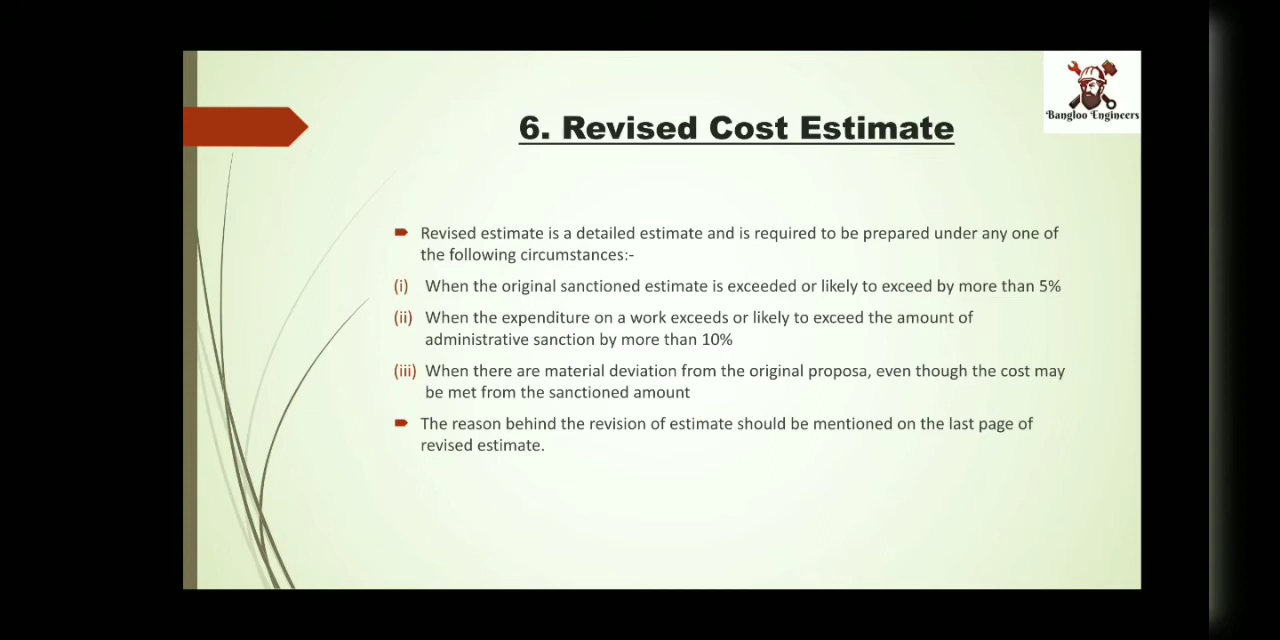 6. Revised Cost Estimate
Bangloo Engineers
Revised estimate is a detailed estimate and is required to be prepared under any one of
the following circumstances:-
(i) When the original sanctioned estimate is exceeded or likely to exceed by more than 5%
(ii) When the expenditure on a work exceeds or likely to exceed the amount of
administrative sanction by more than 10%
(iii) When there are material deviation from the original proposa, even though the cost may
be met from the sanctioned amount
The reason behind the revision of estimate should be mentioned on the last page of
revised estimate.